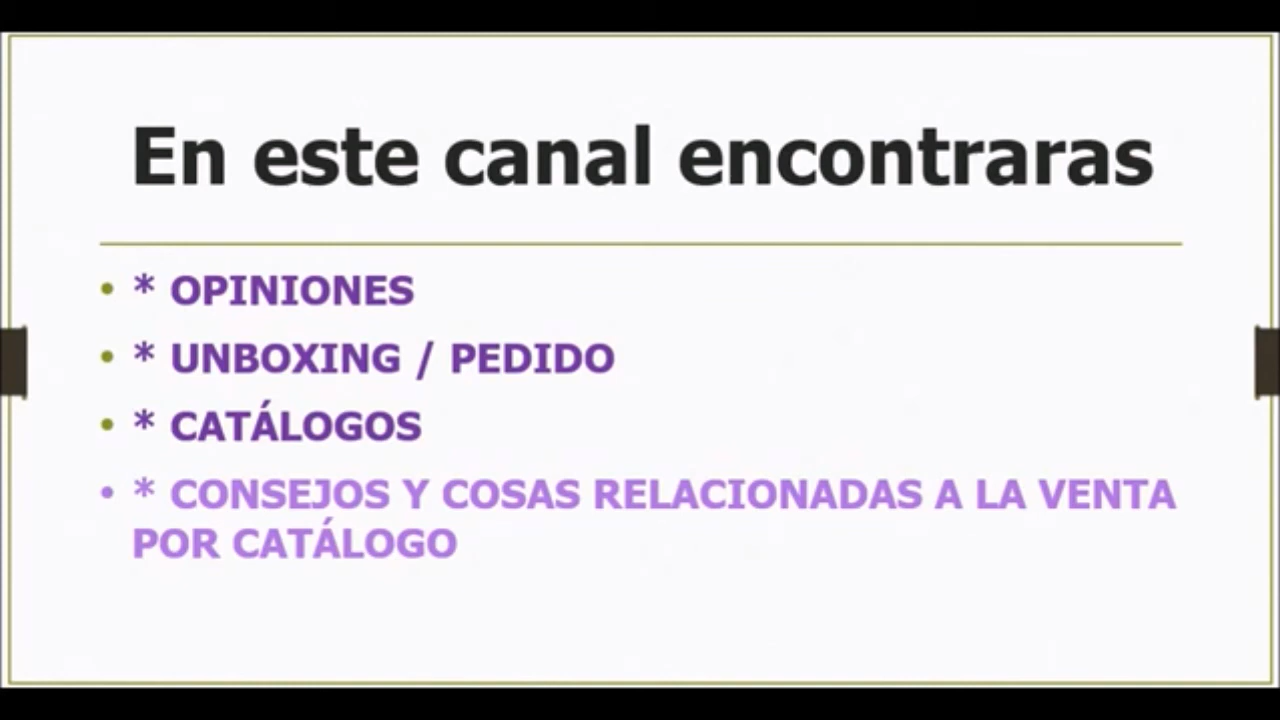 En este canal encontraras
• * OPINIONES
• * UNBOXING / PEDIDO
• * CATÁLOGOS
• * CONSEJOS Y COSAS RELACIONADAS A LA VENTA
POR CATÁLOGO